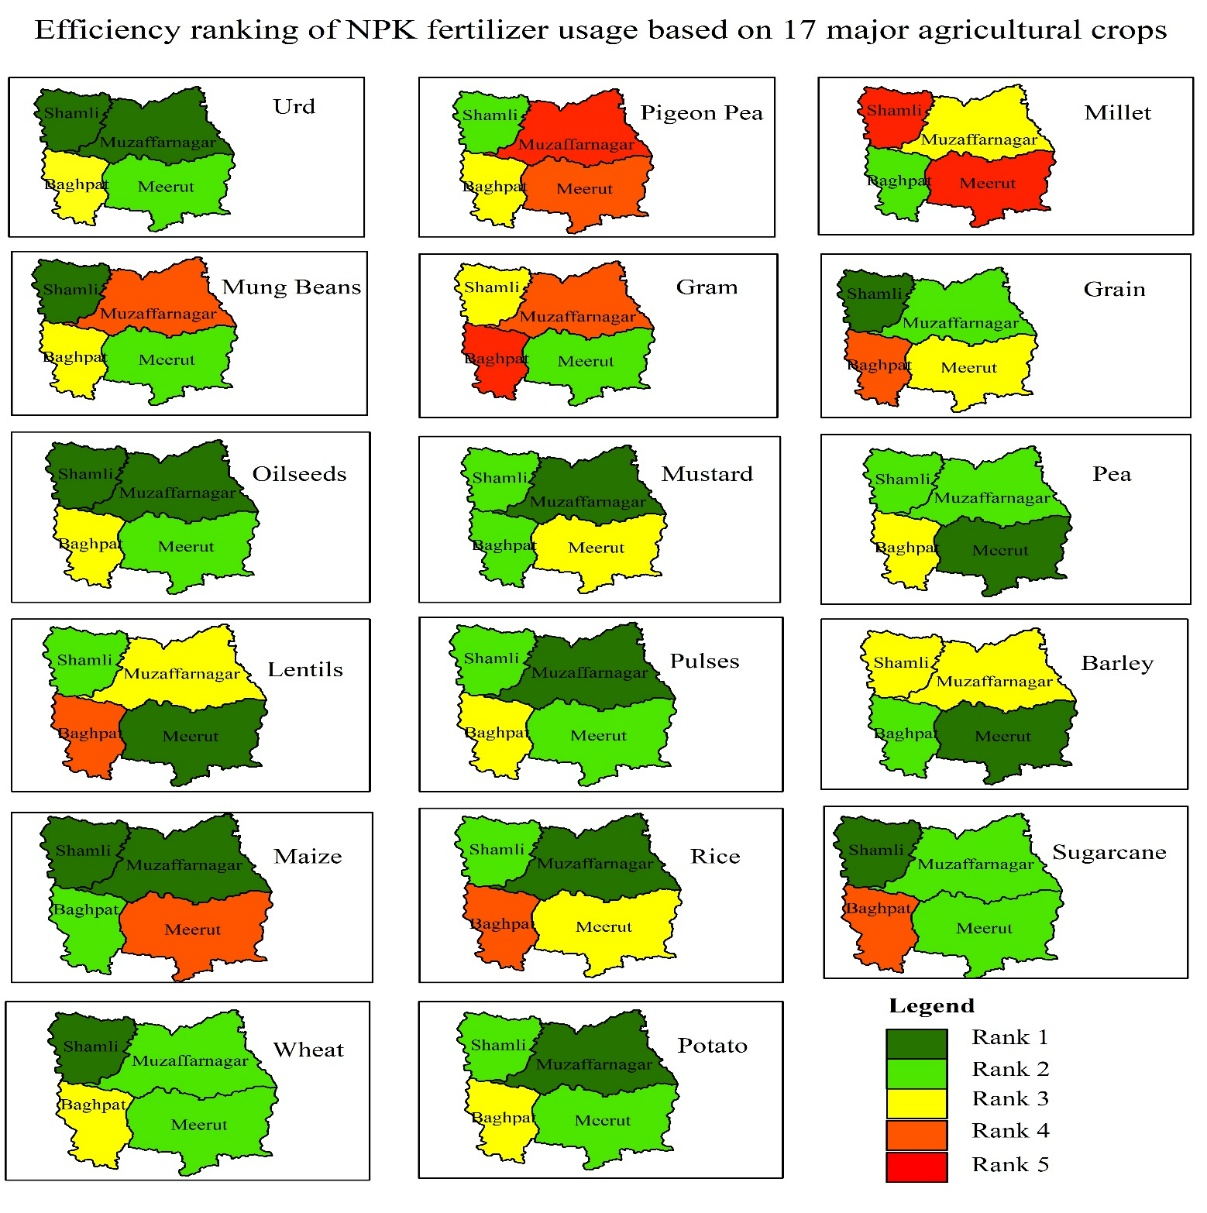 Efficiency ranking of NPK fertilizer usage based on 17 major agricultural crops
Urd
Shamli
Muzaffarnagar
Baghpat
Meerut
Pigeon Pea
Shamli
Muzaffarnagar
Baghpat
Meerut
Millet
Shamli
Muzaffarnagar
Baghpat
Meerut
Mung Beans
Shamli
Muzaffarnagar
Baghpat
Meerut
Gram
Shamli
Muzaffarnagar
Baghpat
Meerut
Grain
Shamli
Muzaffarnagar
Baghpat
Meerut
Oilseeds
Shamli
Muzaffarnagar
Baghpat
Meerut
Mustard
Shamli
Muzaffarnagar
Baghpat
Meerut
Pea
Shamli
Muzaffarnagar
Baghpat
Meerut
Lentils
Shamli
Muzaffarnagar
Baghpat
Meerut
Pulses
Shamli
Muzaffarnagar
Baghpat
Meerut
Barley
Shamli
Muzaffarnagar
Baghpat
Meerut
Maize
Shamli
Muzaffarnagar
Baghpat
Meerut
Rice
Shamli
Muzaffarnagar
Baghpat
Meerut
Sugarcane
Shamli
Muzaffarnagar
Baghpat
Meerut
Wheat
Shamli
Muzaffarnagar
Baghpat
Meerut
Potato
Shamli
Muzaffarnagar
Baghpat
Meerut
Legend
Rank 1
Rank 2
Rank 3
Rank 4
Rank 5